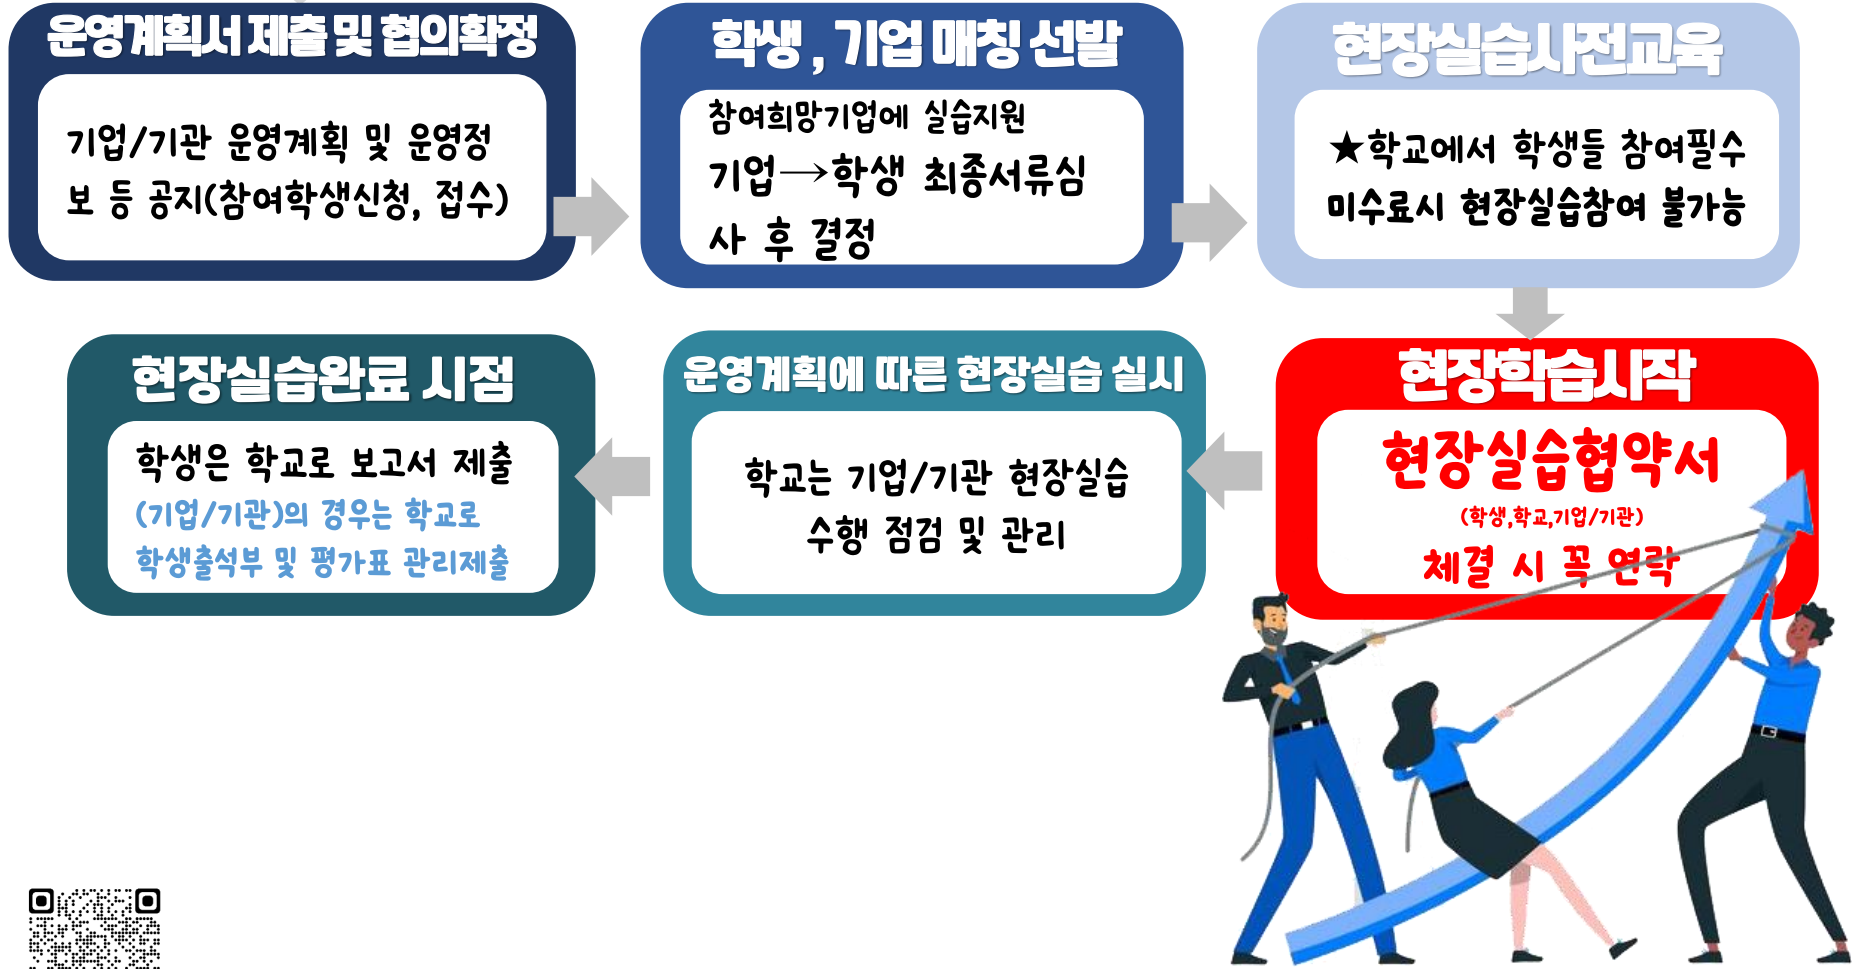 운영계획서 제출 및 협의확정
기업/기관 운영계획 및 운영정
보 등 공지(참여학생신청, 접수)
학생 , 기업 매칭 선발
참여희망기업에 실습지원
기업→학생 최종서류심
사 후 결정
현장실습사전교육
★학교에서 학생들 참여필수
미수료시 현장실습참여 불가능
현장학습시작
현장실습협약서
(학생,학교,기업/기관)
체결 시 꼭 연락
운영계획에 따른 현장실습 실시
학교는 기업/기관 현장실습
수행 점검 및 관리
현장실습완료 시점
학생은 학교로 보고서 제출
(기업/기관)의 경우는 학교로
학생출석부 및 평가표 관리제출